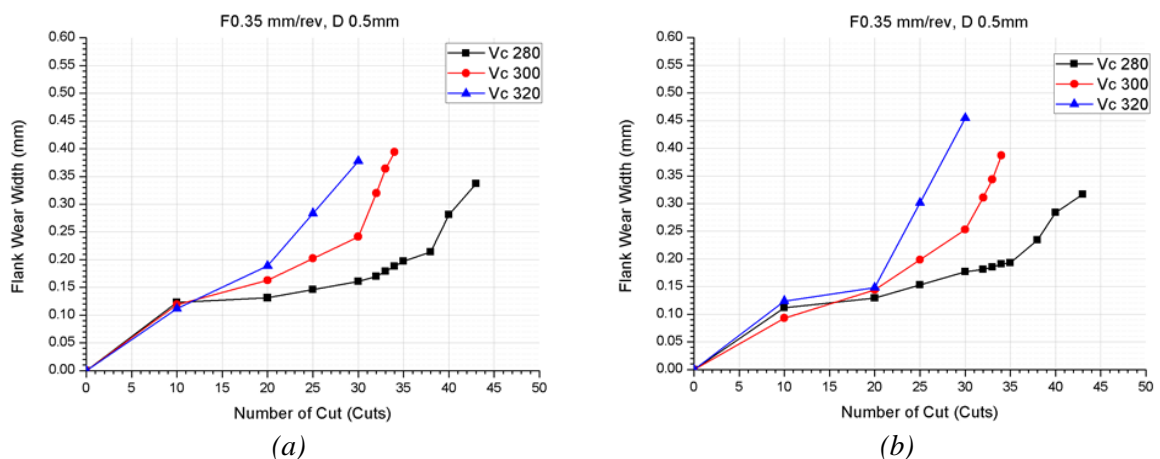 F0.35 mm/rev, D 0.5mm
0.60
0.55
0.50
0.45
0.40
0.35
0.30
0.25
0.20
0.15
0.10
0.05
0.00
Flank Wear Width (mm)
Vc 280
Vc 300
Vc 320
0 5 10 15 20 25 30 35 40 45 50
Number of Cut (Cuts)
(a)
F0.35 mm/rev, D 0.5mm
0.60
0.55
0.50
0.45
0.40
0.35
0.30
0.25
0.20
0.15
0.10
0.05
0.00
Flank Wear Width (mm)
Vc 280
Vc 300
Vc 320
0 5 10 15 20 25 30 35 40 45 50
Number of Cut (Cuts)
(b)